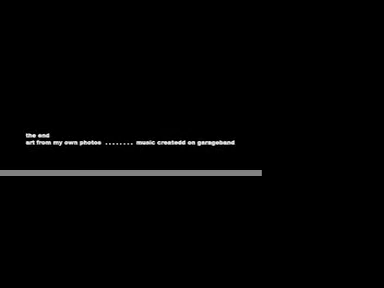 the end
art from my own photos ........ music createdd on garageband